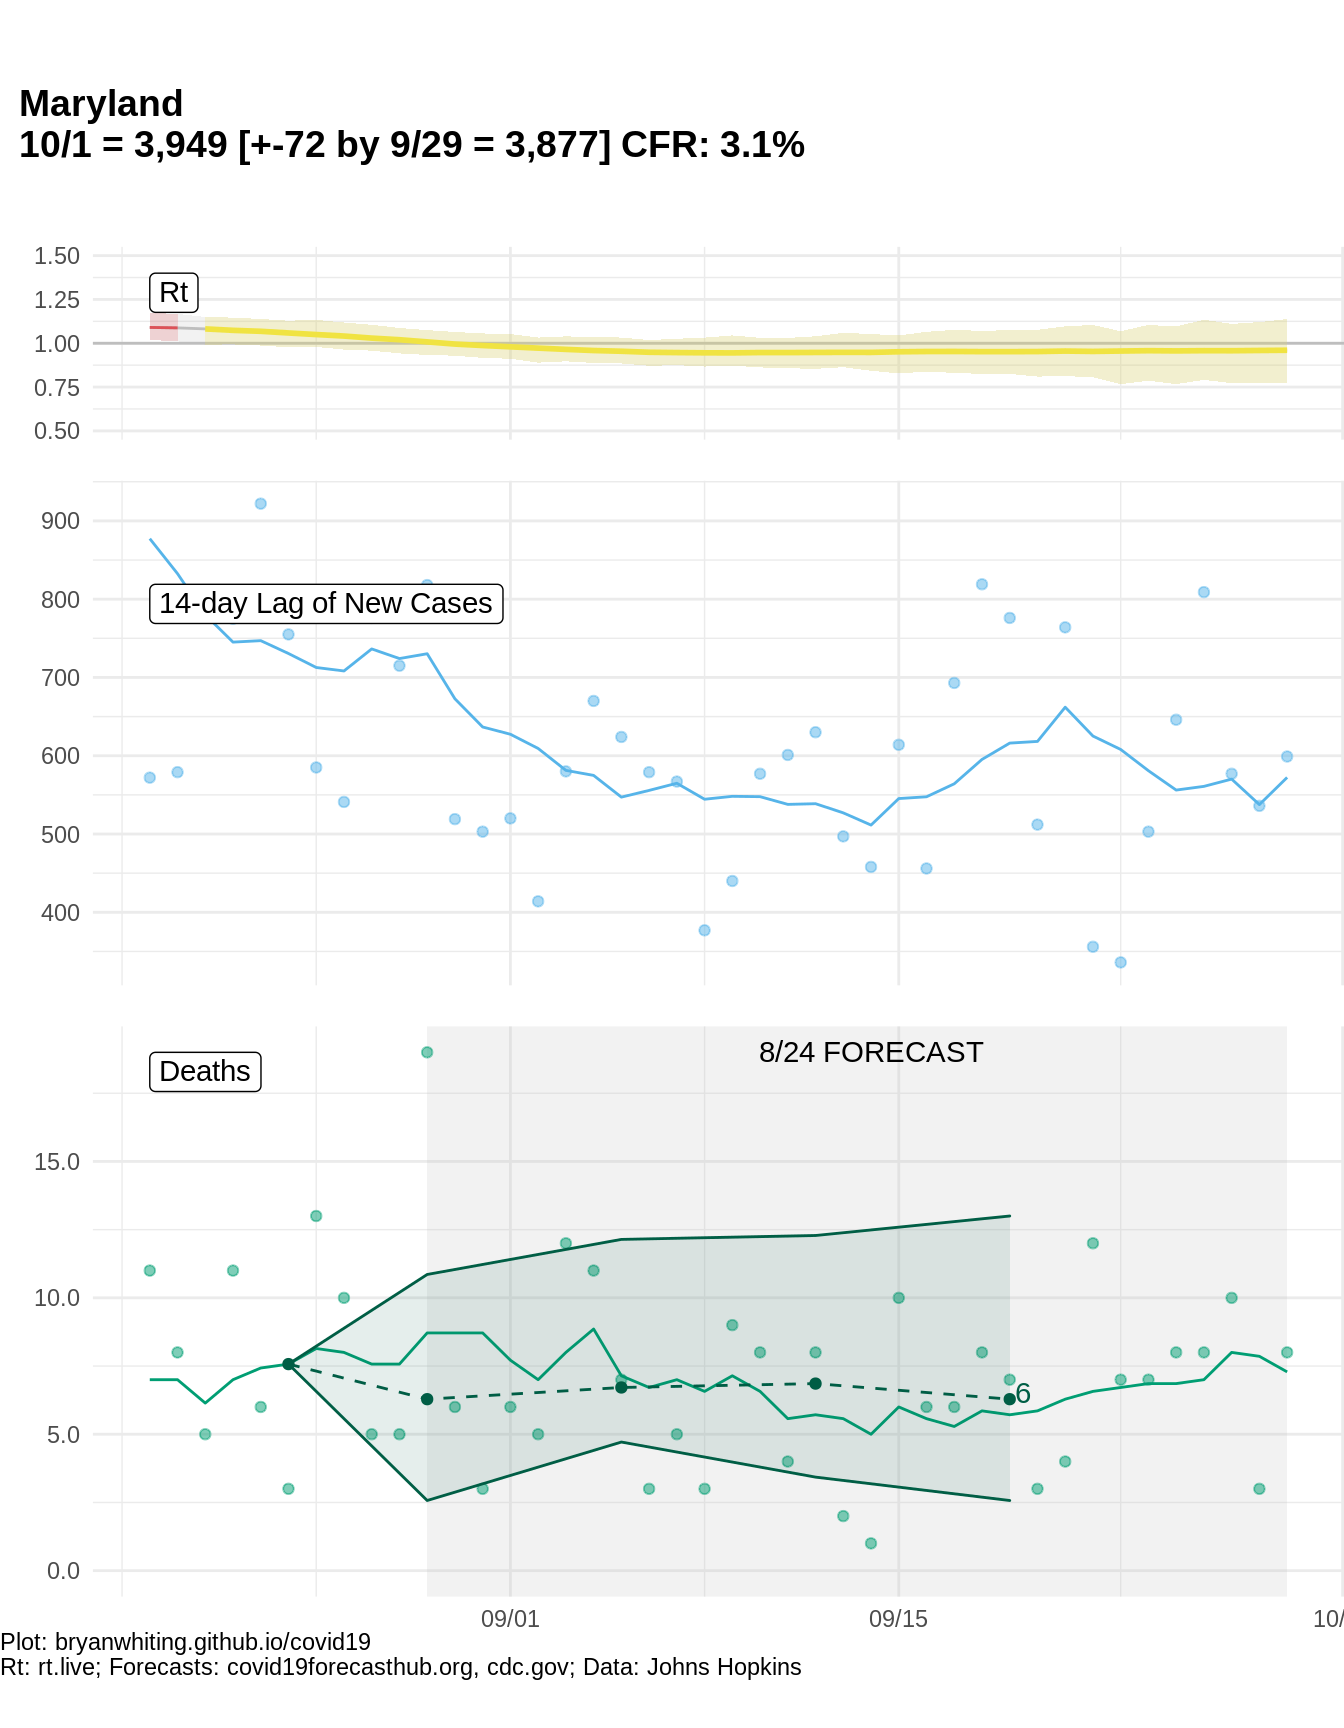 Maryland
10/1 = 3,949 [+-72 by 9/29 = 3,877] CFR: 3.1%
1.50
1.25
1.00
0.75
0.50
Rt
900
800
700
600
500
400
14-day Lag of New Cases
Deaths
8/24 FORECAST
15.0
10.0
5.0
0.0
6
09/01
09/15
10/
Plot: bryanwhiting.github.io/covid19
Rt: rt.live; Forecasts: covid19forecasthub.org, cdc.gov; Data: Johns Hopkins